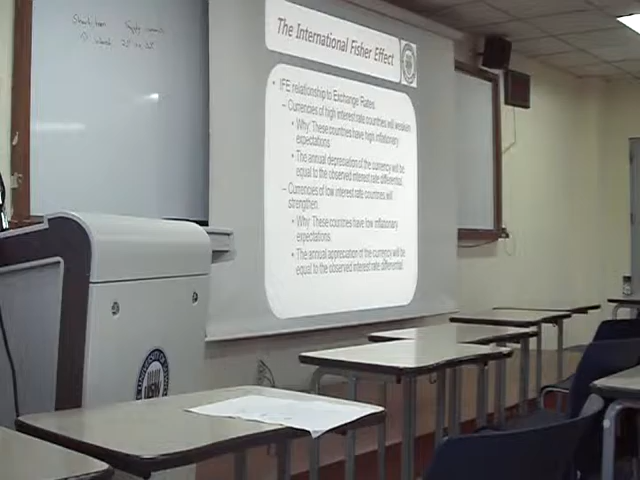 The International Fisher Effect
• IFE relationship to Exchange Rates
– Currencies of high interest rate countries will weaken
• Why: These countries have high inflationary
expectations
• The annual depreciation of the currency will be
equal to the observed interest rate differential
– Currencies of low interest rate countries will
strengthen.
• Why: These countries have low inflationary
expectations.
• The annual appreciation of the currency will be
equal to the observed interest rate differential